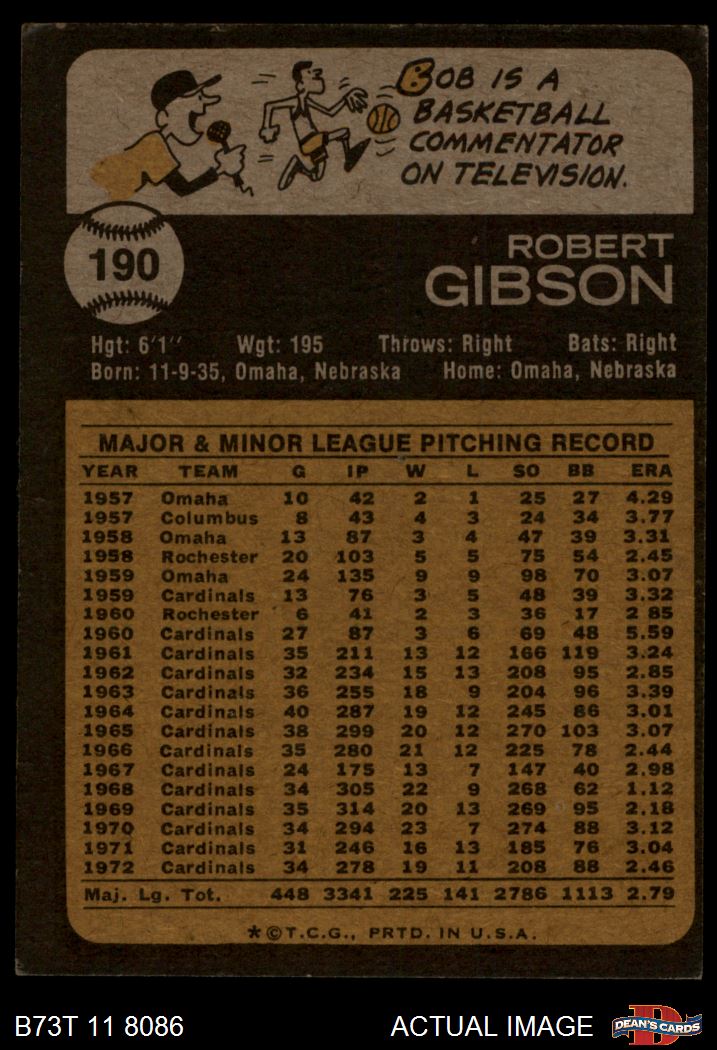 BOB IS A
BASKETBALL
COMMENTATOR
ON TELEVISION.
190
ROBERT
GIBSON
Hgt: 6'1" Wgt: 195 Throws: Right Bats: Right
Born: 11-9-35, Omaha, Nebraska Home: Omaha, Nebraska
MAJOR & MINOR LEAGUE PITCHING RECORD
YEAR TEAM G IP W L SO BB ERA
1957 Omaha 10 42 2 1 25 27 4.29
1957 Columbus 8 43 4 3 24 34 3.77
1958 Omaha 13 87 3 4 47 39 3.31
1958 Rochester 20 103 5 5 75 54 2.45
1959 Omaha 24 135 9 9 98 70 3.07
1959 Cardinals 13 76 3 5 48 39 3.32
1960 Rochester 6 41 2 3 36 17 2 85
1960 Cardinals 27 87 3 6 69 48 5.59
1961 Cardinals 35 211 13 12 166 119 3.24
1962 Cardinals 32 234 15 13 208 95 2.85
1963 Cardinals 36 255 18 9 204 96 3.39
1964 Cardinals 40 287 19 12 245 86 3.01
1965 Cardinals 38 299 20 12 270 103 3.07
1966 Cardinals 35 280 21 12 225 78 2.44
1967 Cardinals 24 175 13 7 147 40 2.98
1968 Cardinals 34 305 22 9 268 62 1.12
1969 Cardinals 35 314 20 13 269 95 2.18
1970 Cardinals 34 294 23 7 274 88 3.12
1971 Cardinals 31 246 16 13 185 76 3.04
1972 Cardinals 34 278 19 11 208 88 2.46
Maj. Lg. Tot. 448 3341 225 141 2786 1113 2.79
*©T.C.G., PRTD. IN U.S.A.
B73T 11 8086 ACTUAL IMAGE DEAN'S CARDS